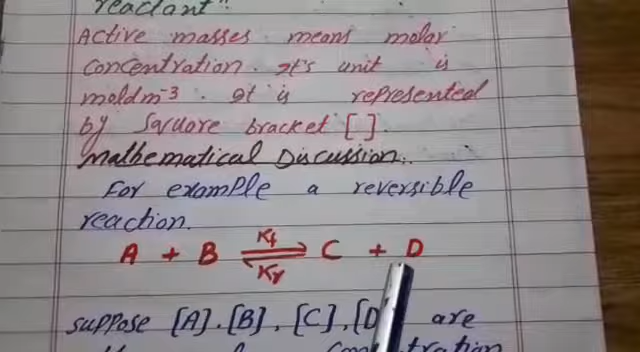 reactant".
Active masses means molar
concentration. It's unit is
moldm⁻³. It is represented
by square bracket [ ].
Mathematical Discussion.
For example a reversible
reaction.
A + B ⇌ C + D
Kf
Kr
suppose [A], [B], [C], [D are